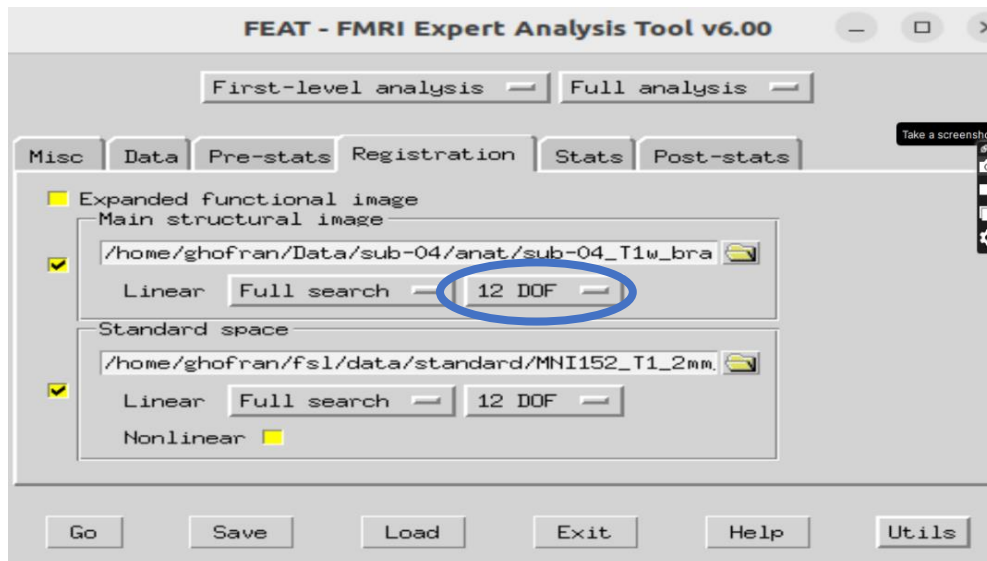 FEAT - FMRI Expert Analysis Tool v6.00
First-level analysis Full analysis
Take a screensho
Misc Data Pre-stats Registration Stats Post-stats
Expanded functional image
Main structural image
/home/ghofran/Data/sub-04/anat/sub-04_T1w_bra
Linear Full search 12 DOF
Standard space
/home/ghofran/fsl/data/standard/MNI152_T1_2mm_
Linear Full search 12 DOF
Nonlinear
Go Save Load Exit Help Utils